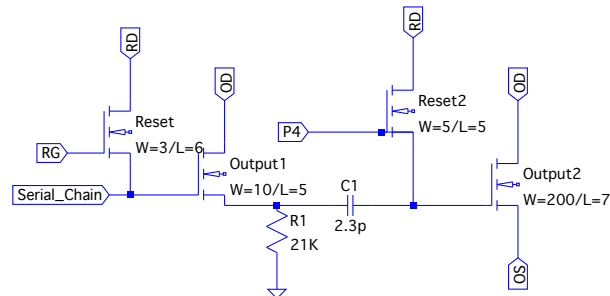 RD
RD
OD
OD
Reset
Reset2
P4
W=3/L=6
W=5/L=5
RG
Output1
Output2
Serial_Chain
W=10/L=5
C1
W=200/L=7
R1
2.3p
21K
OS